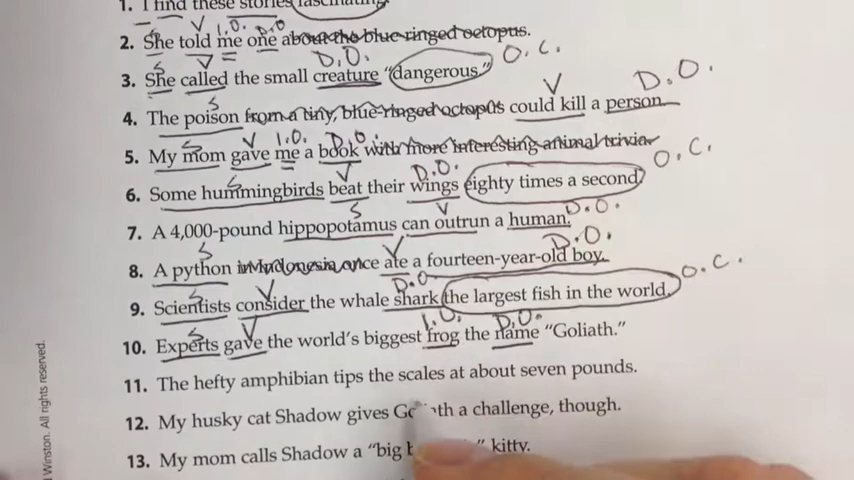 1. I find these stories fascinating.
V I.O. D.O.
2. She told me one about the blue-ringed octopus.
S V D.O. O.C.
3. She called the small creature "dangerous."
S V D.O.
4. The poison from a tiny, blue-ringed octopus could kill a person.
S V I.O. D.O.
5. My mom gave me a book with more interesting animal trivia.
S V D.O. O.C.
6. Some hummingbirds beat their wings eighty times a second.
S V D.O.
7. A 4,000-pound hippopotamus can outrun a human.
S V D.O.
8. A python in Indonesia once ate a fourteen-year-old boy.
S V D.O. O.C.
9. Scientists consider the whale shark the largest fish in the world.
S V I.O. D.O.
10. Experts gave the world's biggest frog the name "Goliath."
11. The hefty amphibian tips the scales at about seven pounds.
12. My husky cat Shadow gives a challenge, though.
13. My mom calls Shadow a "big kitty.
Winston. All rights reserved.